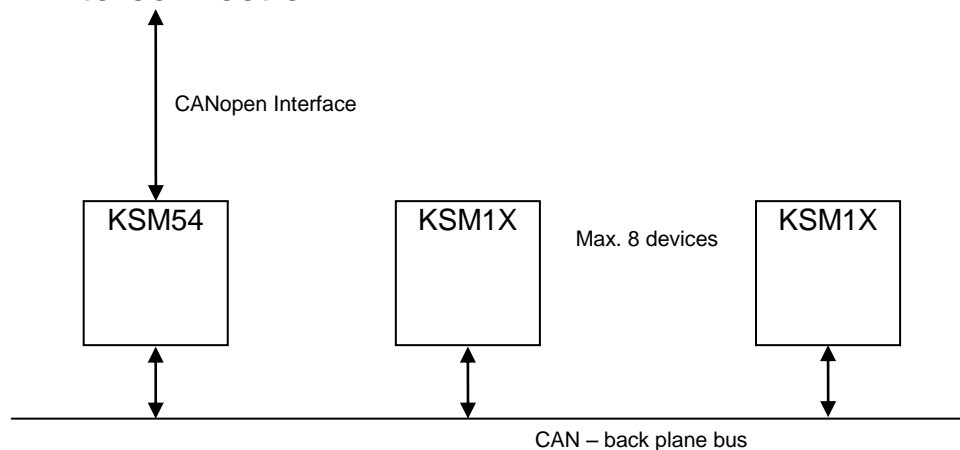 CANopen Interface
KSM54
KSM1X
Max. 8 devices
KSM1X
CAN – back plane bus